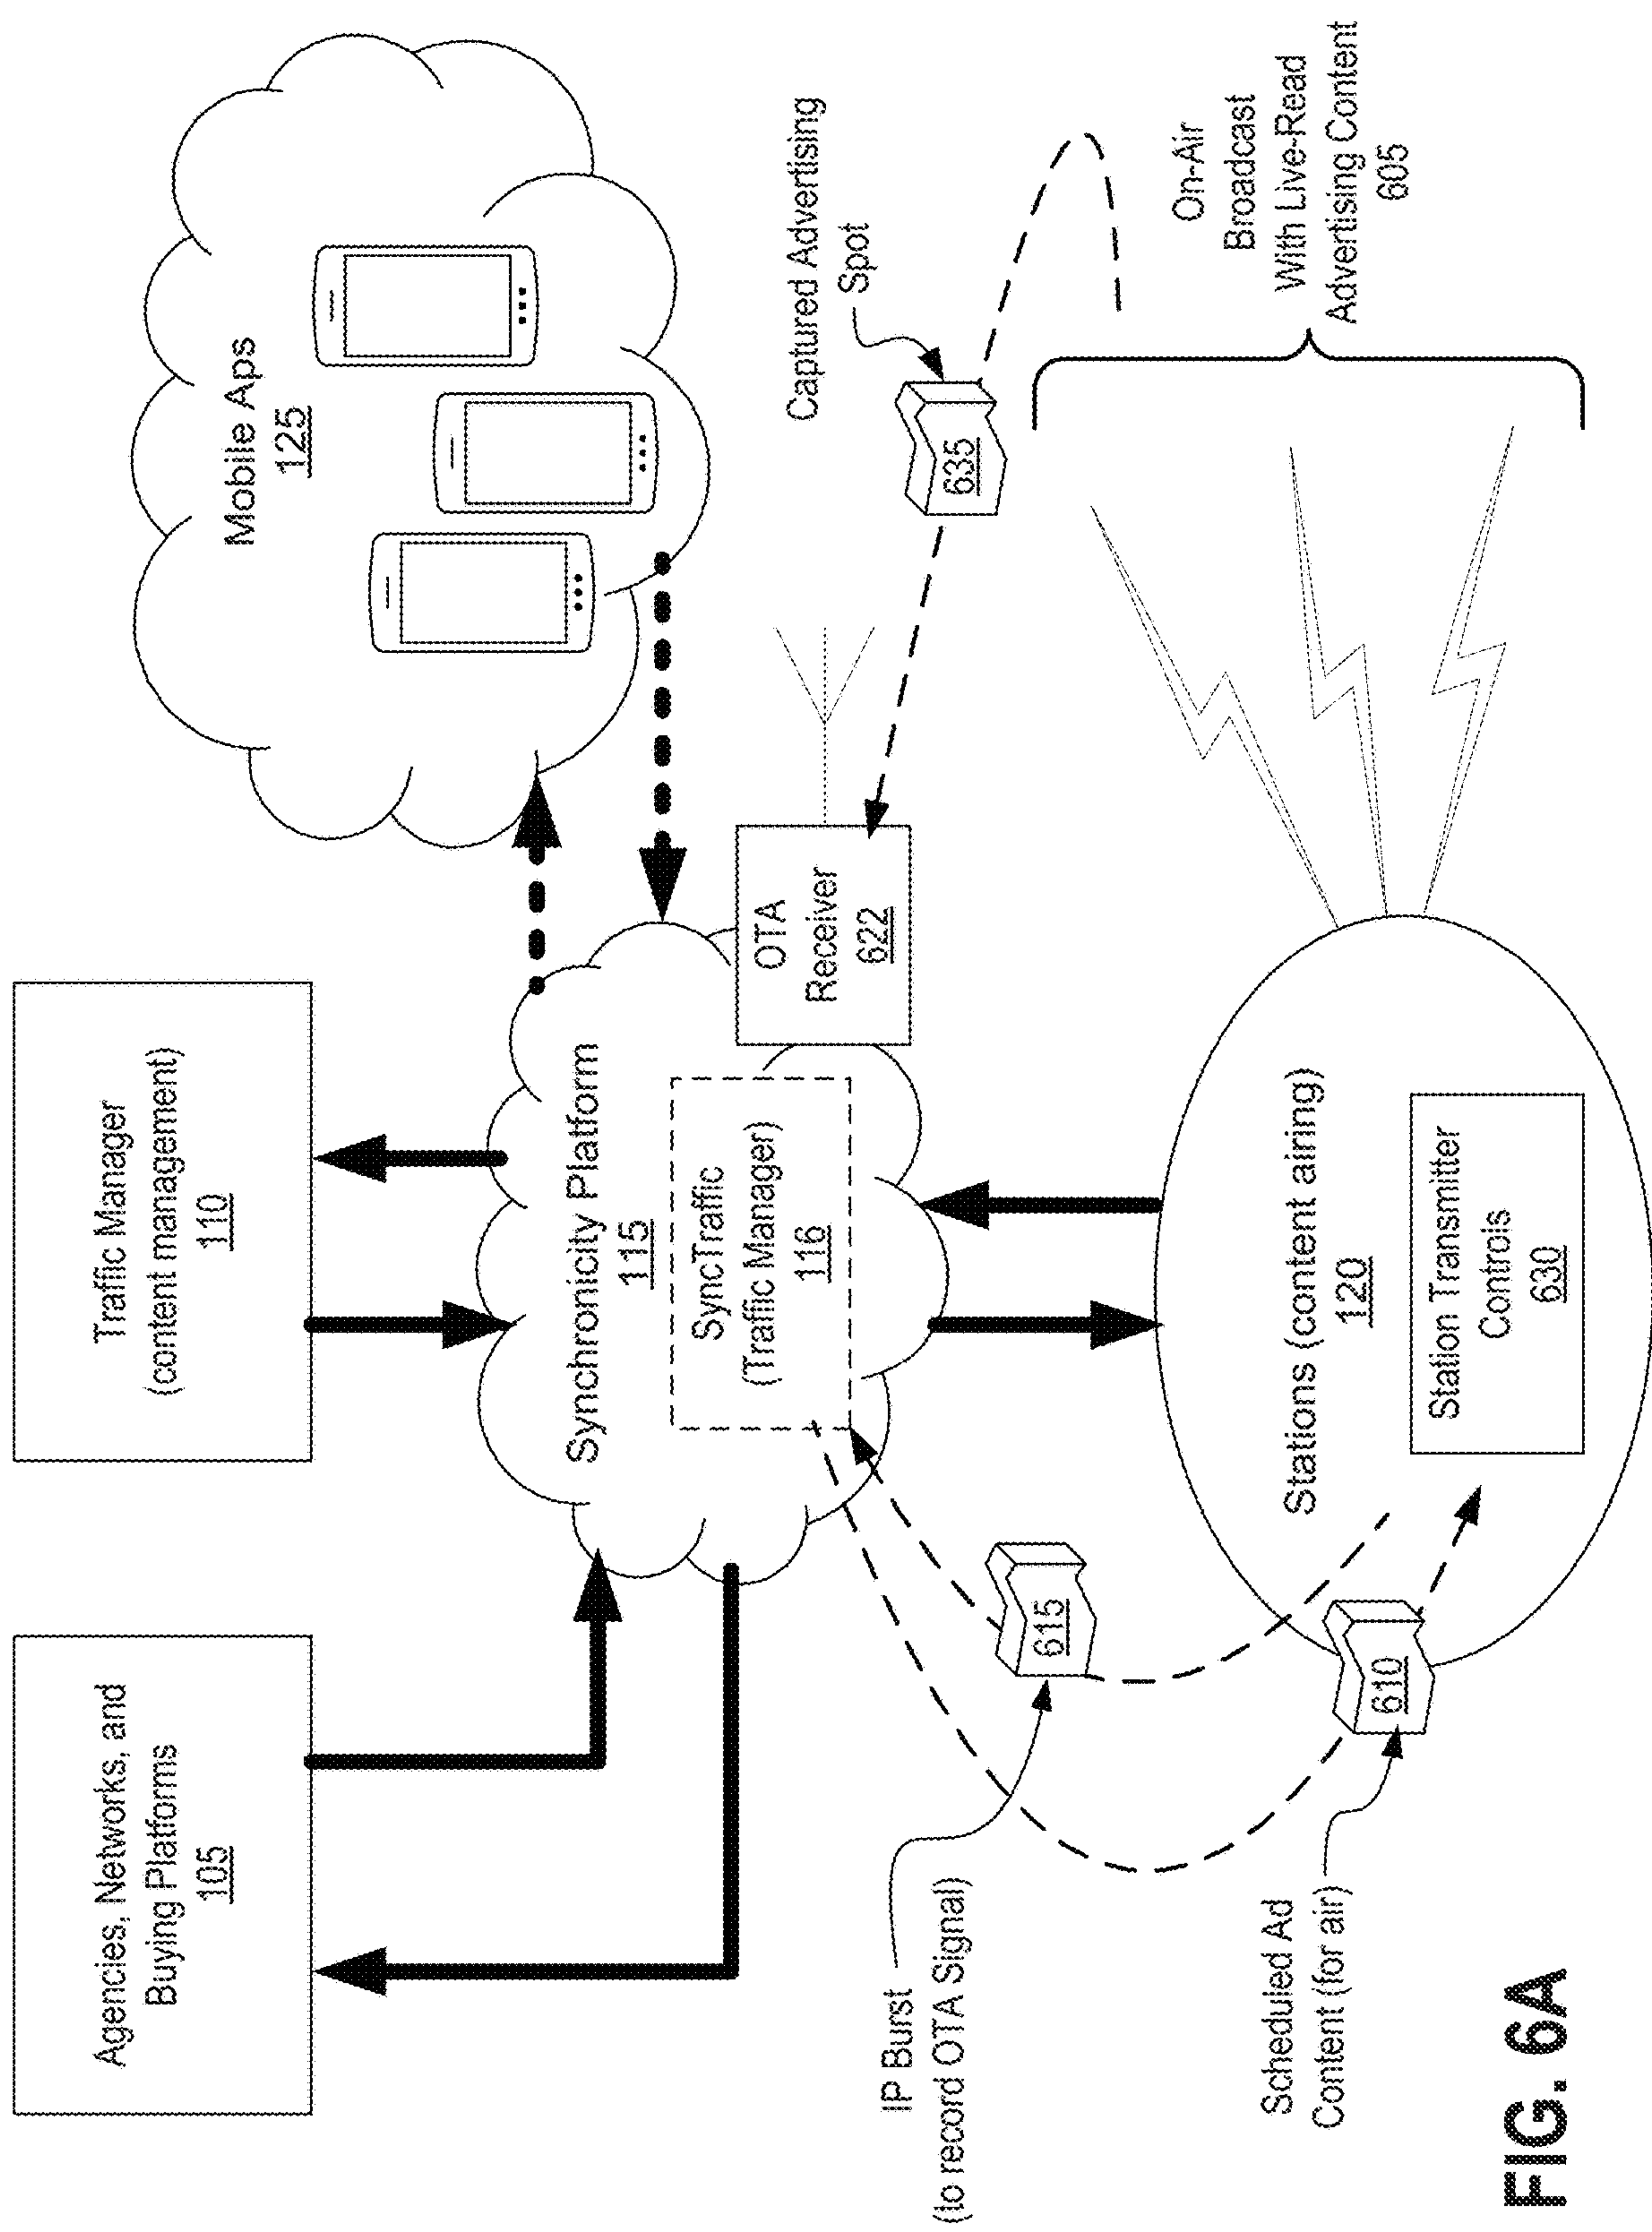 Agencies, Networks, and
Buying Platforms
105
Traffic Manager
(content management)
110
Mobile Aps
125
Synchronicity Platform
115
SyncTraffic
(Traffic Manager)
116
OTA
Receiver
622
Captured Advertising
Spot
635
IP Burst
(to record OTA Signal)
615
Scheduled Ad
Content (for air)
610
Stations (content airing)
120
Station Transmitter
Controls
630
On-Air
Broadcast
With Live-Read
Advertising Content
605
FIG. 6A